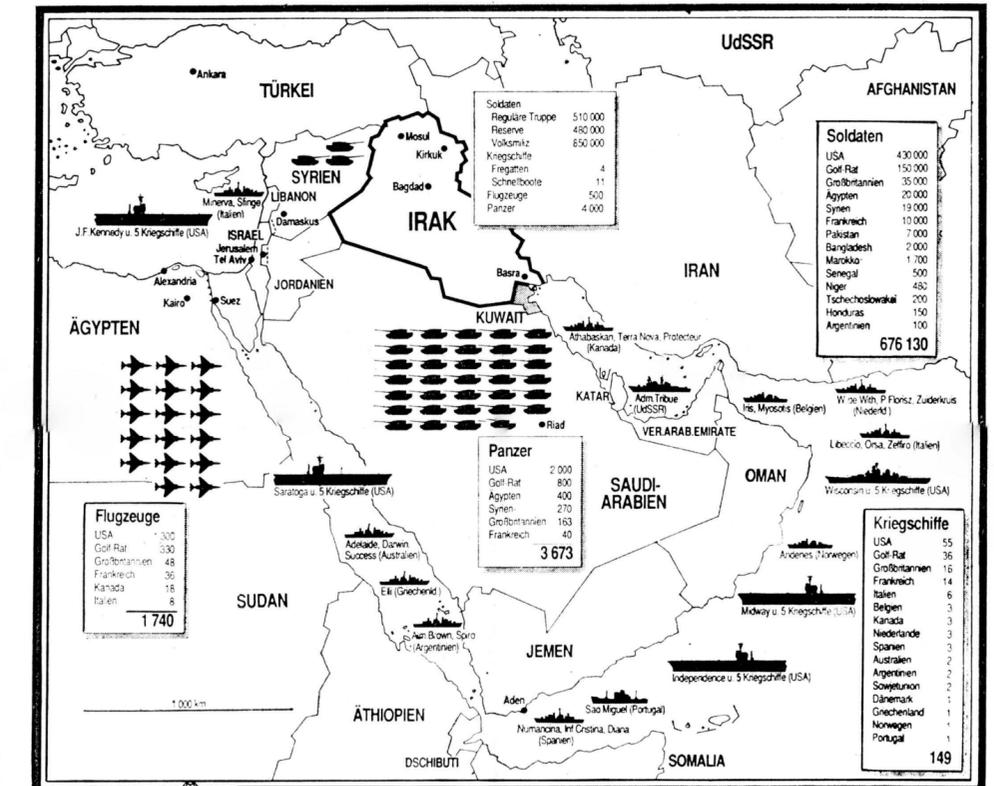 UdSSR
AFGHANISTAN
TÜRKEI
Ankara
Soldaten
Reguläre Truppe 510 000
Reserve 480 000
Volksmiliz 850 000
Kriegschiffe
Fregatten 4
Schnellboote 11
Flugzeuge 500
Panzer 4 000
Soldaten
USA 430 000
Golf-Rat 150 000
Großbritannien 35 000
Ägypten 20 000
Syrien 19 000
Frankreich 10 000
Pakistan 7 000
Bangladesh 2 000
Marokko 1 700
Senegal 500
Niger 480
Tschechoslowakei 200
Honduras 150
Argentinien 100
676 130
Mosul
Kirkuk
Bagdad
IRAK
Basra
SYRIEN
LIBANON
Damaskus
Minerva, Sfinge
(Italien)
J.F. Kennedy u. 5 Kriegschiffe (USA)
ISRAEL
Jerusalem
Tel Aviv
JORDANIEN
Alexandria
Kairo
Suez
ÄGYPTEN
IRAN
KUWAIT
Athabaskan, Terra Nova, Protecteur
(Kanada)
KATAR
Adm. Tribue
(UdSSR)
Iris, Myosotis (Belgien)
P. Florisz, Zuiderkruis
(Niederld.)
VER.ARAB.EMIRATE
Libeccio, Orsa, Zeffiro (Italien)
Riad
Wisconsin u. 5 Kriegschiffe (USA)
Saratoga u. 5 Kriegschiffe (USA)
Panzer
USA 2 000
Golf-Rat 800
Ägypten 400
Syrien 270
Großbritannien 163
Frankreich 40
3 673
SAUDI-
ARABIEN
OMAN
Flugzeuge
USA 1 300
Golf-Rat 330
Großbritannien 48
Frankreich 36
Kanada 18
Italien 8
1 740
Adelaide, Darwin
Success (Australien)
Elli (Griechenld.)
Alm. Brown, Spiro
(Argentinien)
SUDAN
Andenes (Norwegen)
Midway u. 5 Kriegschiffe (USA)
Kriegschiffe
USA 55
Golf-Rat 36
Großbritannien 16
Frankreich 14
Italien 6
Belgien 3
Kanada 3
Niederlande 3
Spanien 3
Australien 2
Argentinien 2
Sowjetunion 2
Dänemark 1
Griechenland 1
Norwegen 1
Portugal 1
149
JEMEN
Independence u. 5 Kriegschiffe (USA)
1 000 km
Aden
Sao Miguel (Portugal)
Numancina, Inf Cristina, Diana
(Spanien)
ÄTHIOPIEN
DSCHIBUTI
SOMALIA